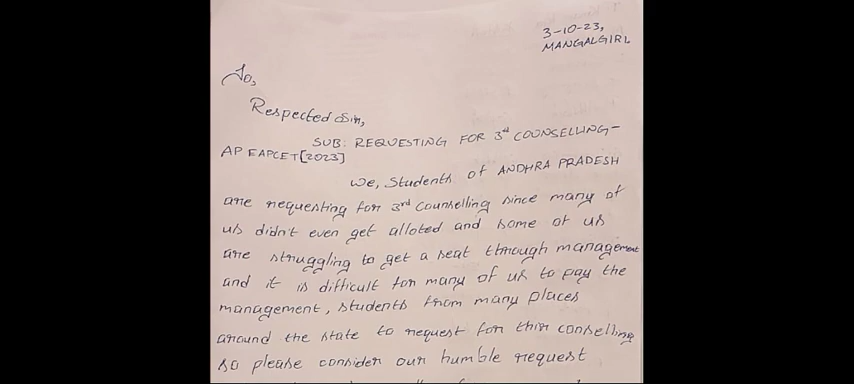 3-10-23,
MANGALGIRI,
To,
Respected Sir,
SUB: REQUESTING FOR 3rd COUNSELLING-
AP EAPCET[2023]
We, Students of ANDHRA PRADESH
are requesting for 3rd counselling since many of
us didn't even get alloted and some of us
are struggling to get a seat through management
and it is difficult for many of us to pay the
management, students from many places
around the state to request for thir conselling
so please consider our humble request